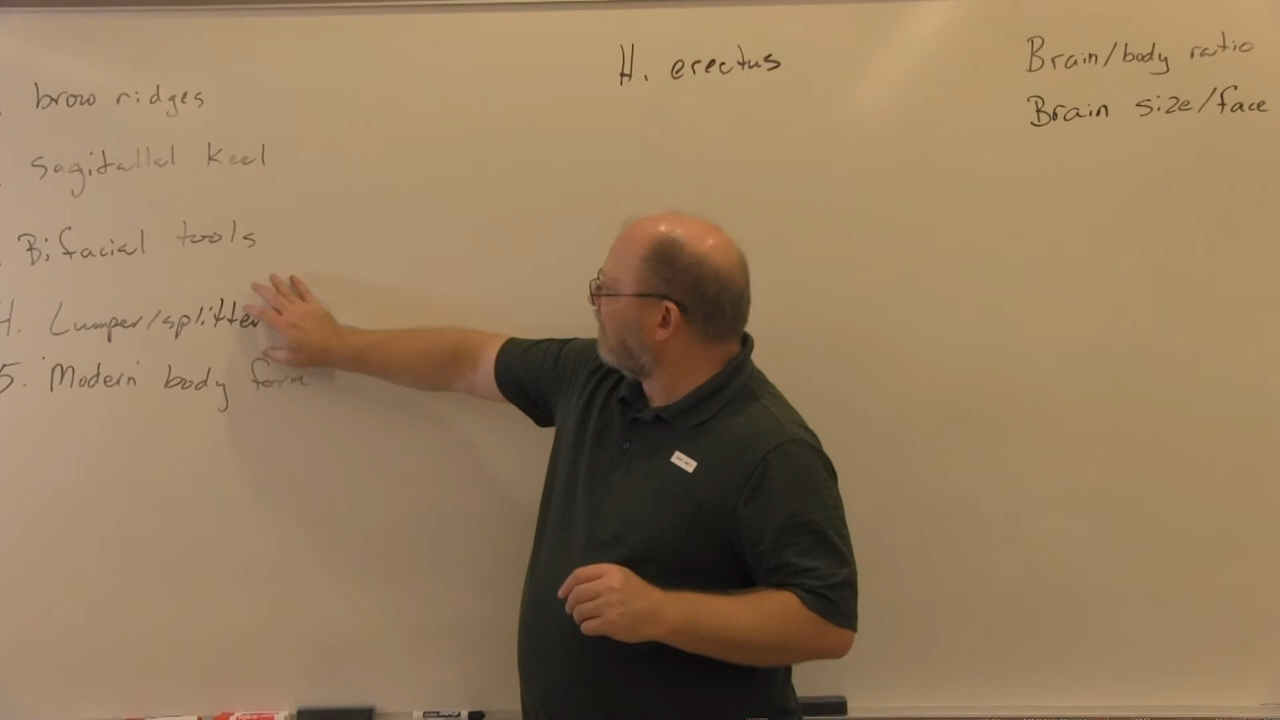 brow ridges
Sagitallal Keel
Bifacial tools
4. Lumper/splitter
5. 'Modern' body form
H. erectus
Brain/body ratio
Brain size/face